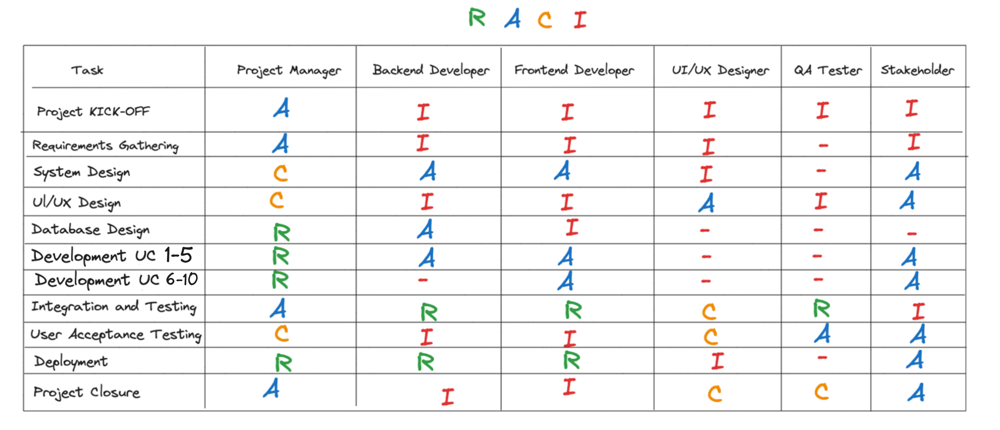 R A C I
Task Project Manager Backend Developer Frontend Developer UI/UX Designer QA Tester Stakeholder
Project KICK-OFF A I I I I I
Requirements Gathering A I I I - I
System Design C A A I - A
UI/UX Design C I I A I A
Database Design R A I - - -
Development UC 1-5 R A A - - A
Development UC 6-10 R - A - - A
Integration and Testing A R R C R I
User Acceptance Testing C I I C A A
Deployment R R R I - A
Project Closure A I I C C A